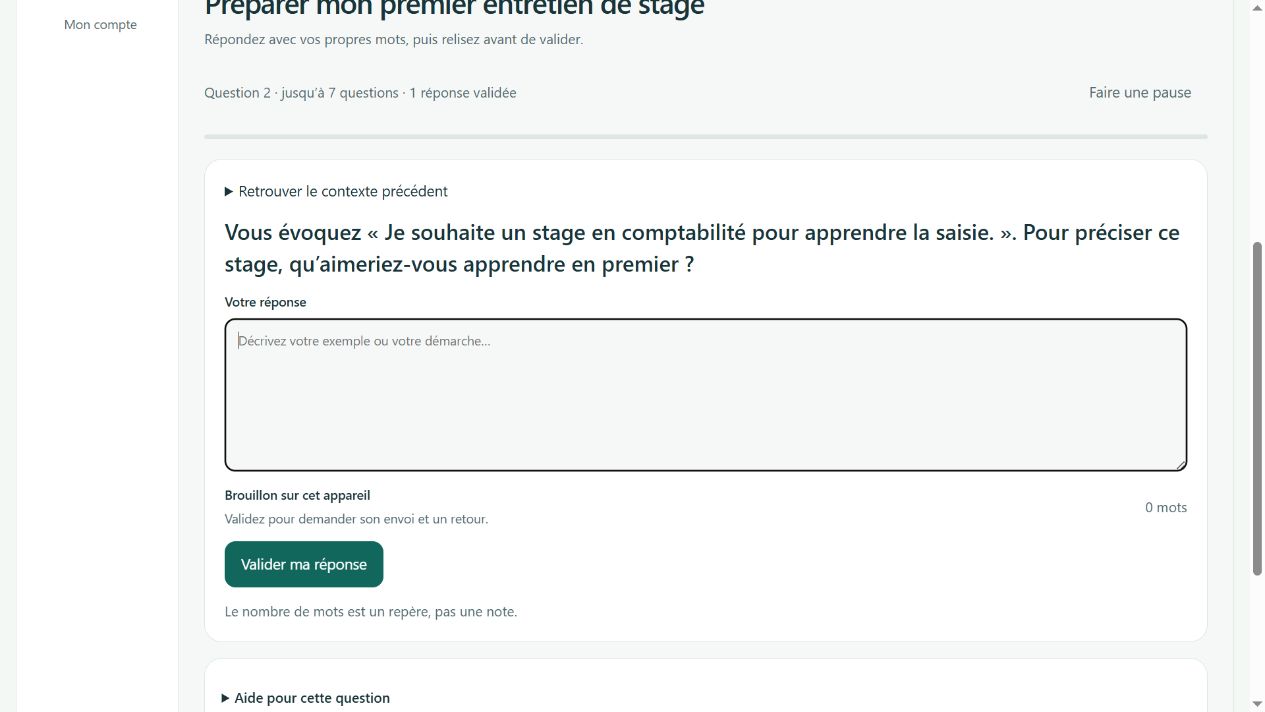 Mon compte
Préparer mon premier entretien de stage
Répondez avec vos propres mots, puis relisez avant de valider.
Question 2 · jusqu’à 7 questions · 1 réponse validée
Faire une pause
▶ Retrouver le contexte précédent
Vous évoquez « Je souhaite un stage en comptabilité pour apprendre la saisie. ». Pour préciser ce
stage, qu’aimeriez-vous apprendre en premier ?
Votre réponse
Décrivez votre exemple ou votre démarche...
Brouillon sur cet appareil
0 mots
Validez pour demander son envoi et un retour.
Valider ma réponse
Le nombre de mots est un repère, pas une note.
▶ Aide pour cette question